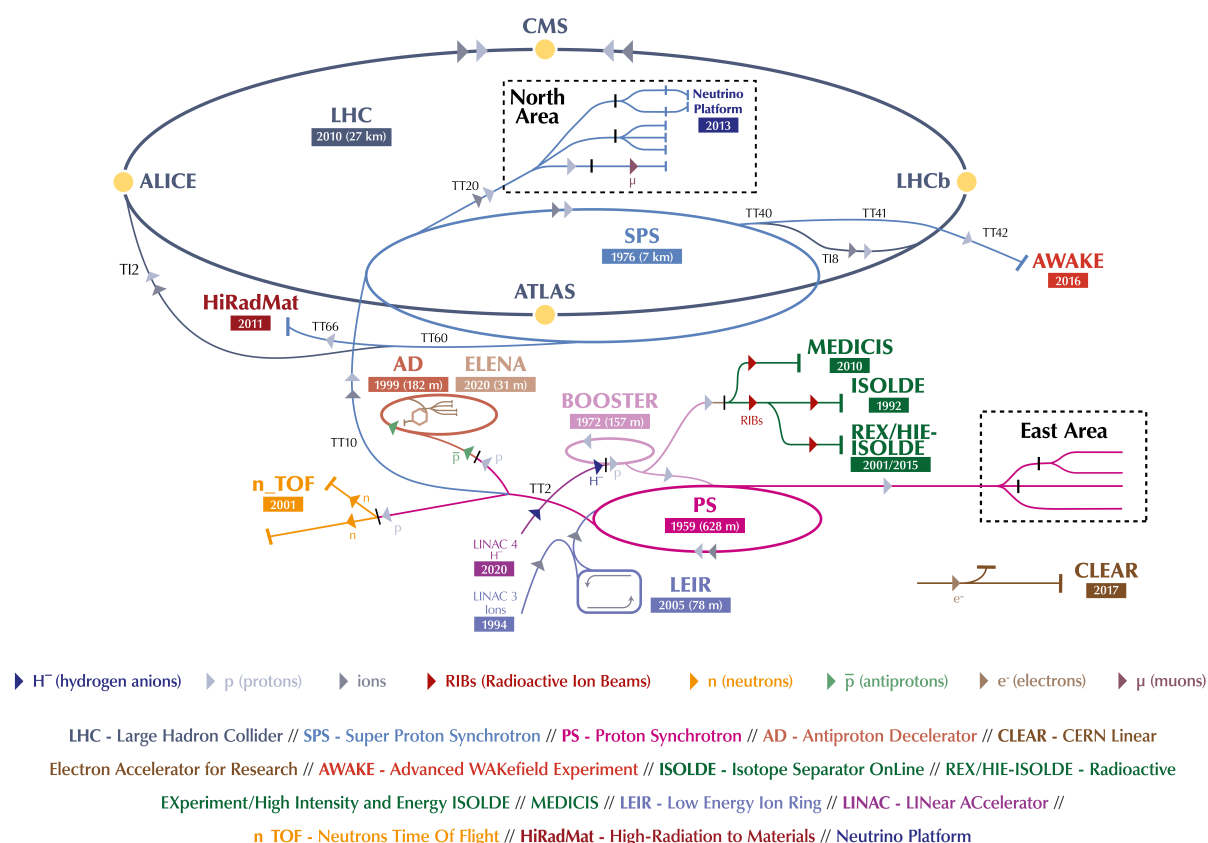 CMS
North
Area
Neutrino
Platform
2013
LHC
2010 (27 km)
ALICE
LHCb
μ
TT20
TT40
TT41
TT42
SPS
1976 (7 km)
TI8
TI2
AWAKE
2016
ATLAS
HiRadMat
2011
TT66
TT60
AD
1999 (182 m)
ELENA
2020 (31 m)
MEDICIS
2010
ISOLDE
1992
BOOSTER
1972 (157 m)
RIBs
REX/HIE-
ISOLDE
2001/2015
East Area
TT10
p̅
p
p
H⁻
n_TOF
2001
n
n
p
TT2
PS
1959 (628 m)
LINAC 4
H⁻
2020
LINAC 3
Ions
1994
LEIR
2005 (78 m)
CLEAR
2017
e⁻
H⁻ (hydrogen anions)
p (protons)
ions
RIBs (Radioactive Ion Beams)
n (neutrons)
p̅ (antiprotons)
e⁻ (electrons)
μ (muons)
LHC - Large Hadron Collider // SPS - Super Proton Synchrotron // PS - Proton Synchrotron // AD - Antiproton Decelerator // CLEAR - CERN Linear
Electron Accelerator for Research // AWAKE - Advanced WAKefield Experiment // ISOLDE - Isotope Separator OnLine // REX/HIE-ISOLDE - Radioactive
EXperiment/High Intensity and Energy ISOLDE // MEDICIS // LEIR - Low Energy Ion Ring // LINAC - LINear ACcelerator //
n_TOF - Neutrons Time Of Flight // HiRadMat - High-Radiation to Materials // Neutrino Platform